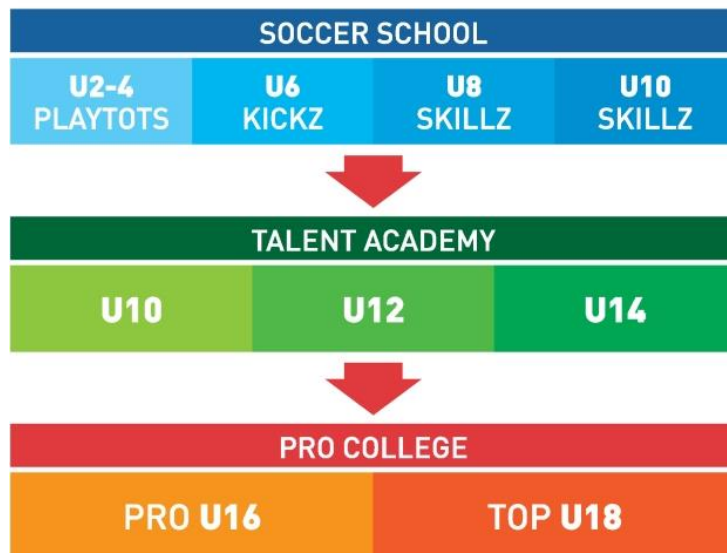 SOCCER SCHOOL
U2-4 U6 U8 U10
PLAYTOTS KICKZ SKILLZ SKILLZ
TALENT ACADEMY
U10 U12 U14
PRO COLLEGE
PRO U16 TOP U18